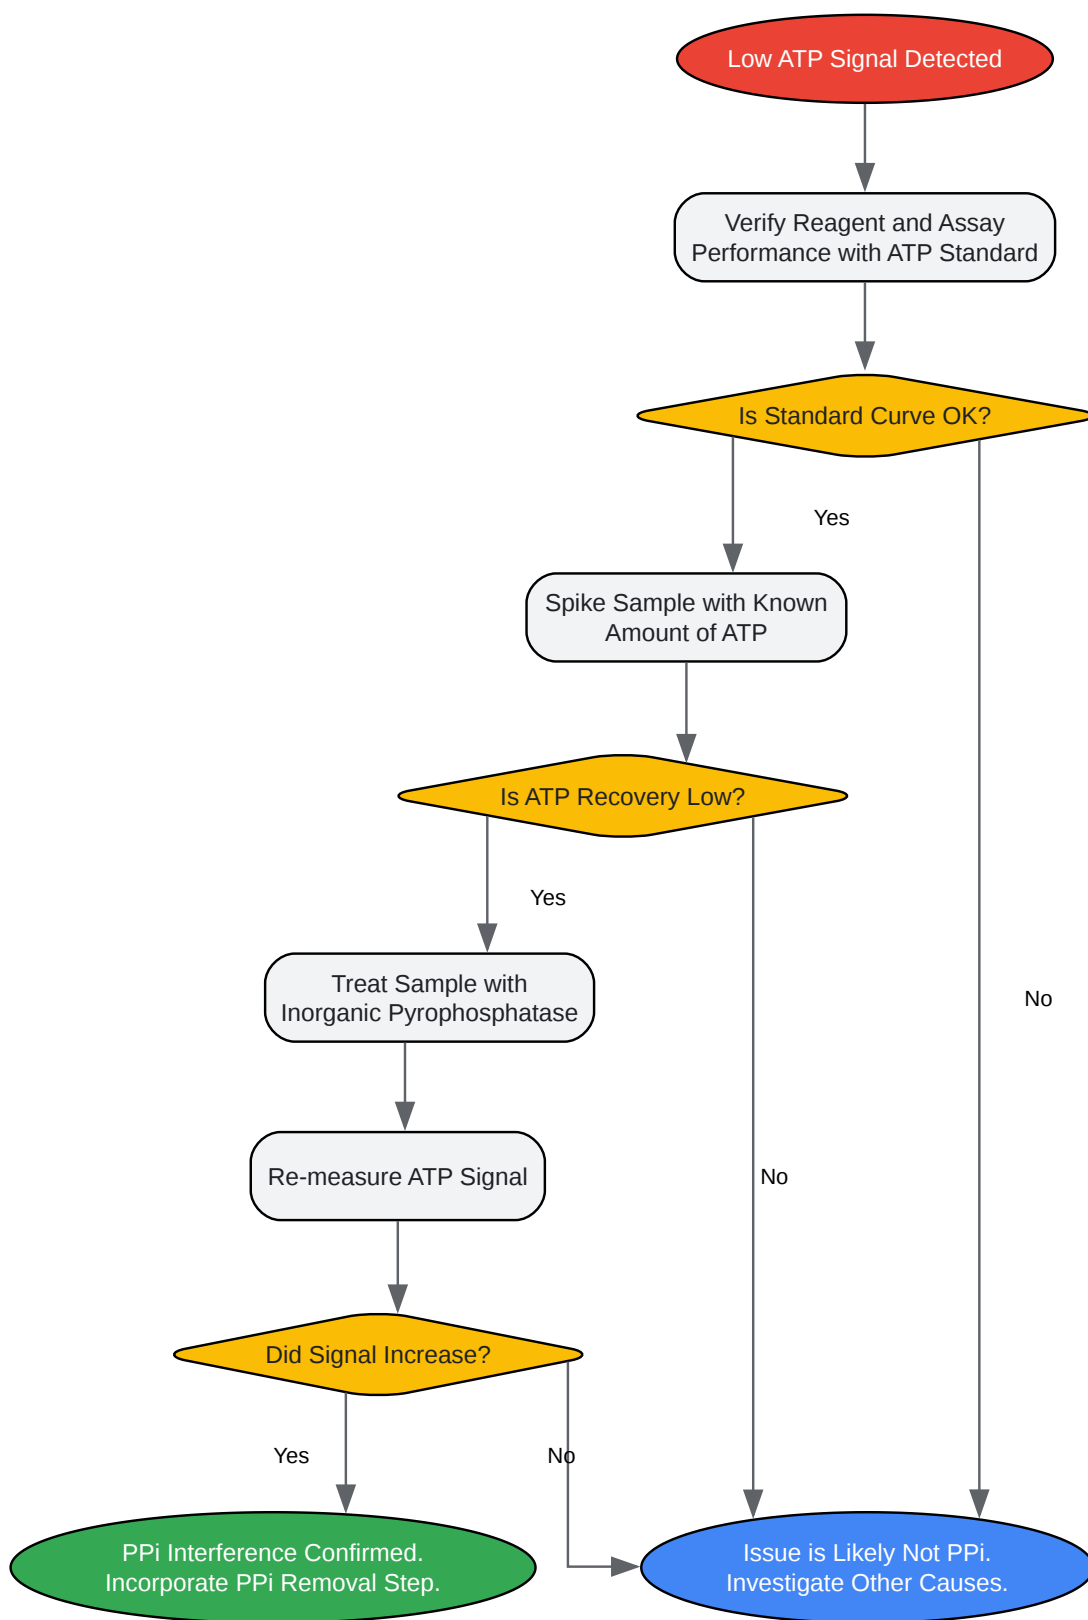 Low ATP Signal Detected
Verify Reagent and Assay
Performance with ATP Standard
Is Standard Curve OK?
Yes
Spike Sample with Known
Amount of ATP
Is ATP Recovery Low?
Yes
Treat Sample with
Inorganic Pyrophosphatase
No
Re-measure ATP Signal
No
Did Signal Increase?
Yes
No
PPi Interference Confirmed.
Incorporate PPi Removal Step.
Issue is Likely Not PPi.
Investigate Other Causes.